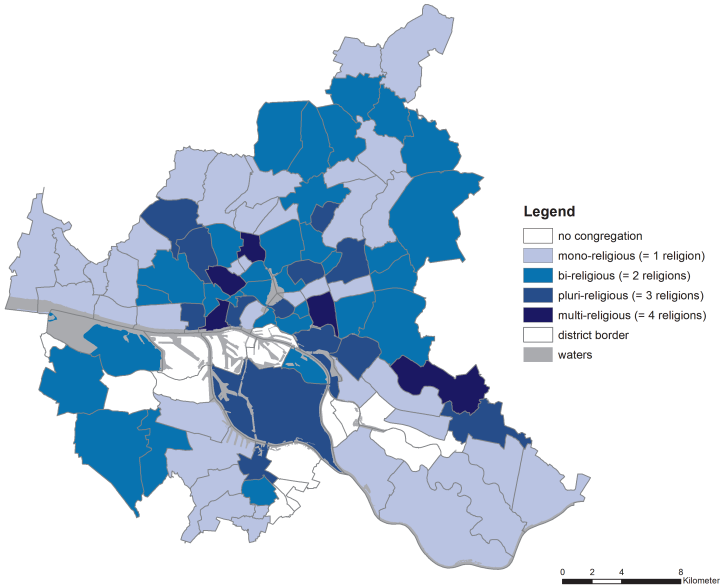 Legend
no congregation
mono-religious (= 1 religion)
bi-religious (= 2 religions)
pluri-religious (= 3 religions)
multi-religious (= 4 religions)
district border
waters
0 2 4 8
Kilometer